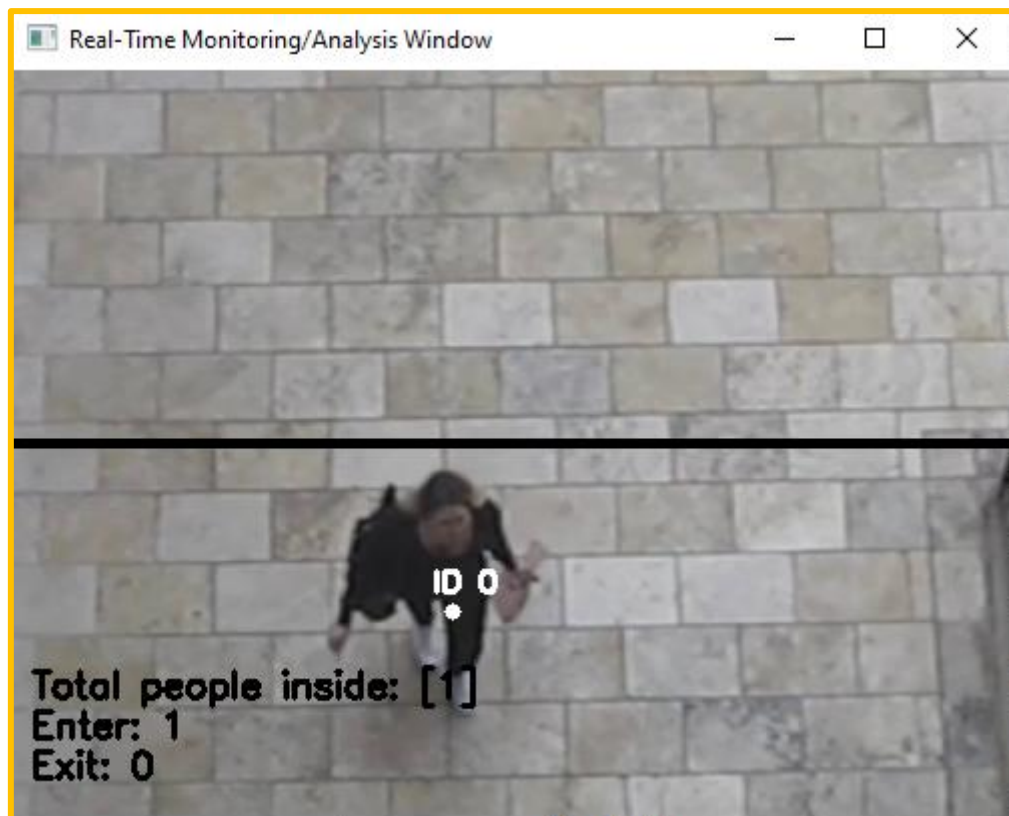 Real-Time Monitoring/Analysis Window
ID 0
Total people inside: [1]
Enter: 1
Exit: 0